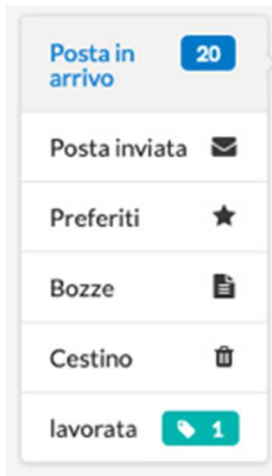 Posta in 20
arrivo
Posta inviata
Preferiti
Bozze
Cestino
lavorata 1